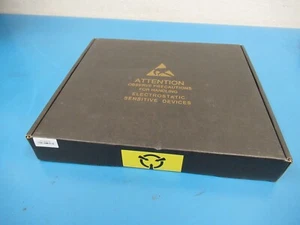 ATTENTION
OBSERVE PRECAUTIONS
FOR HANDLING
ELECTROSTATIC
SENSITIVE DEVICES